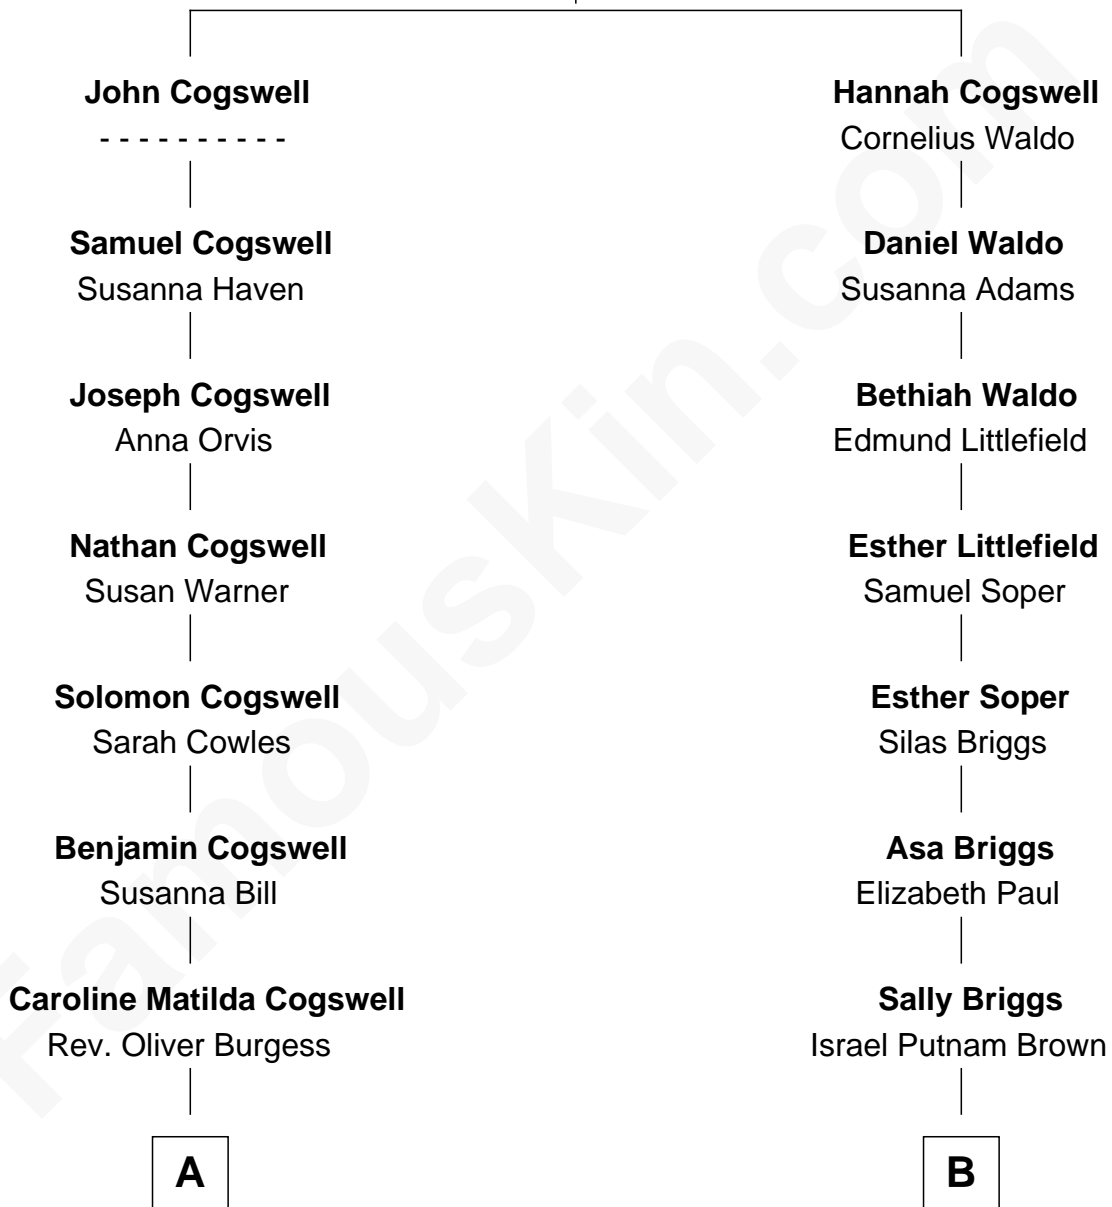 John Cogswell
- - - - - - - - - -
Samuel Cogswell
Susanna Haven
Joseph Cogswell
Anna Orvis
Nathan Cogswell
Susan Warner
Solomon Cogswell
Sarah Cowles
Benjamin Cogswell
Susanna Bill
Caroline Matilda Cogswell
Rev. Oliver Burgess
A
Hannah Cogswell
Cornelius Waldo
Daniel Waldo
Susanna Adams
Bethiah Waldo
Edmund Littlefield
Esther Littlefield
Samuel Soper
Esther Soper
Silas Briggs
Asa Briggs
Elizabeth Paul
Sally Briggs
Israel Putnam Brown
B
FamousKin.com